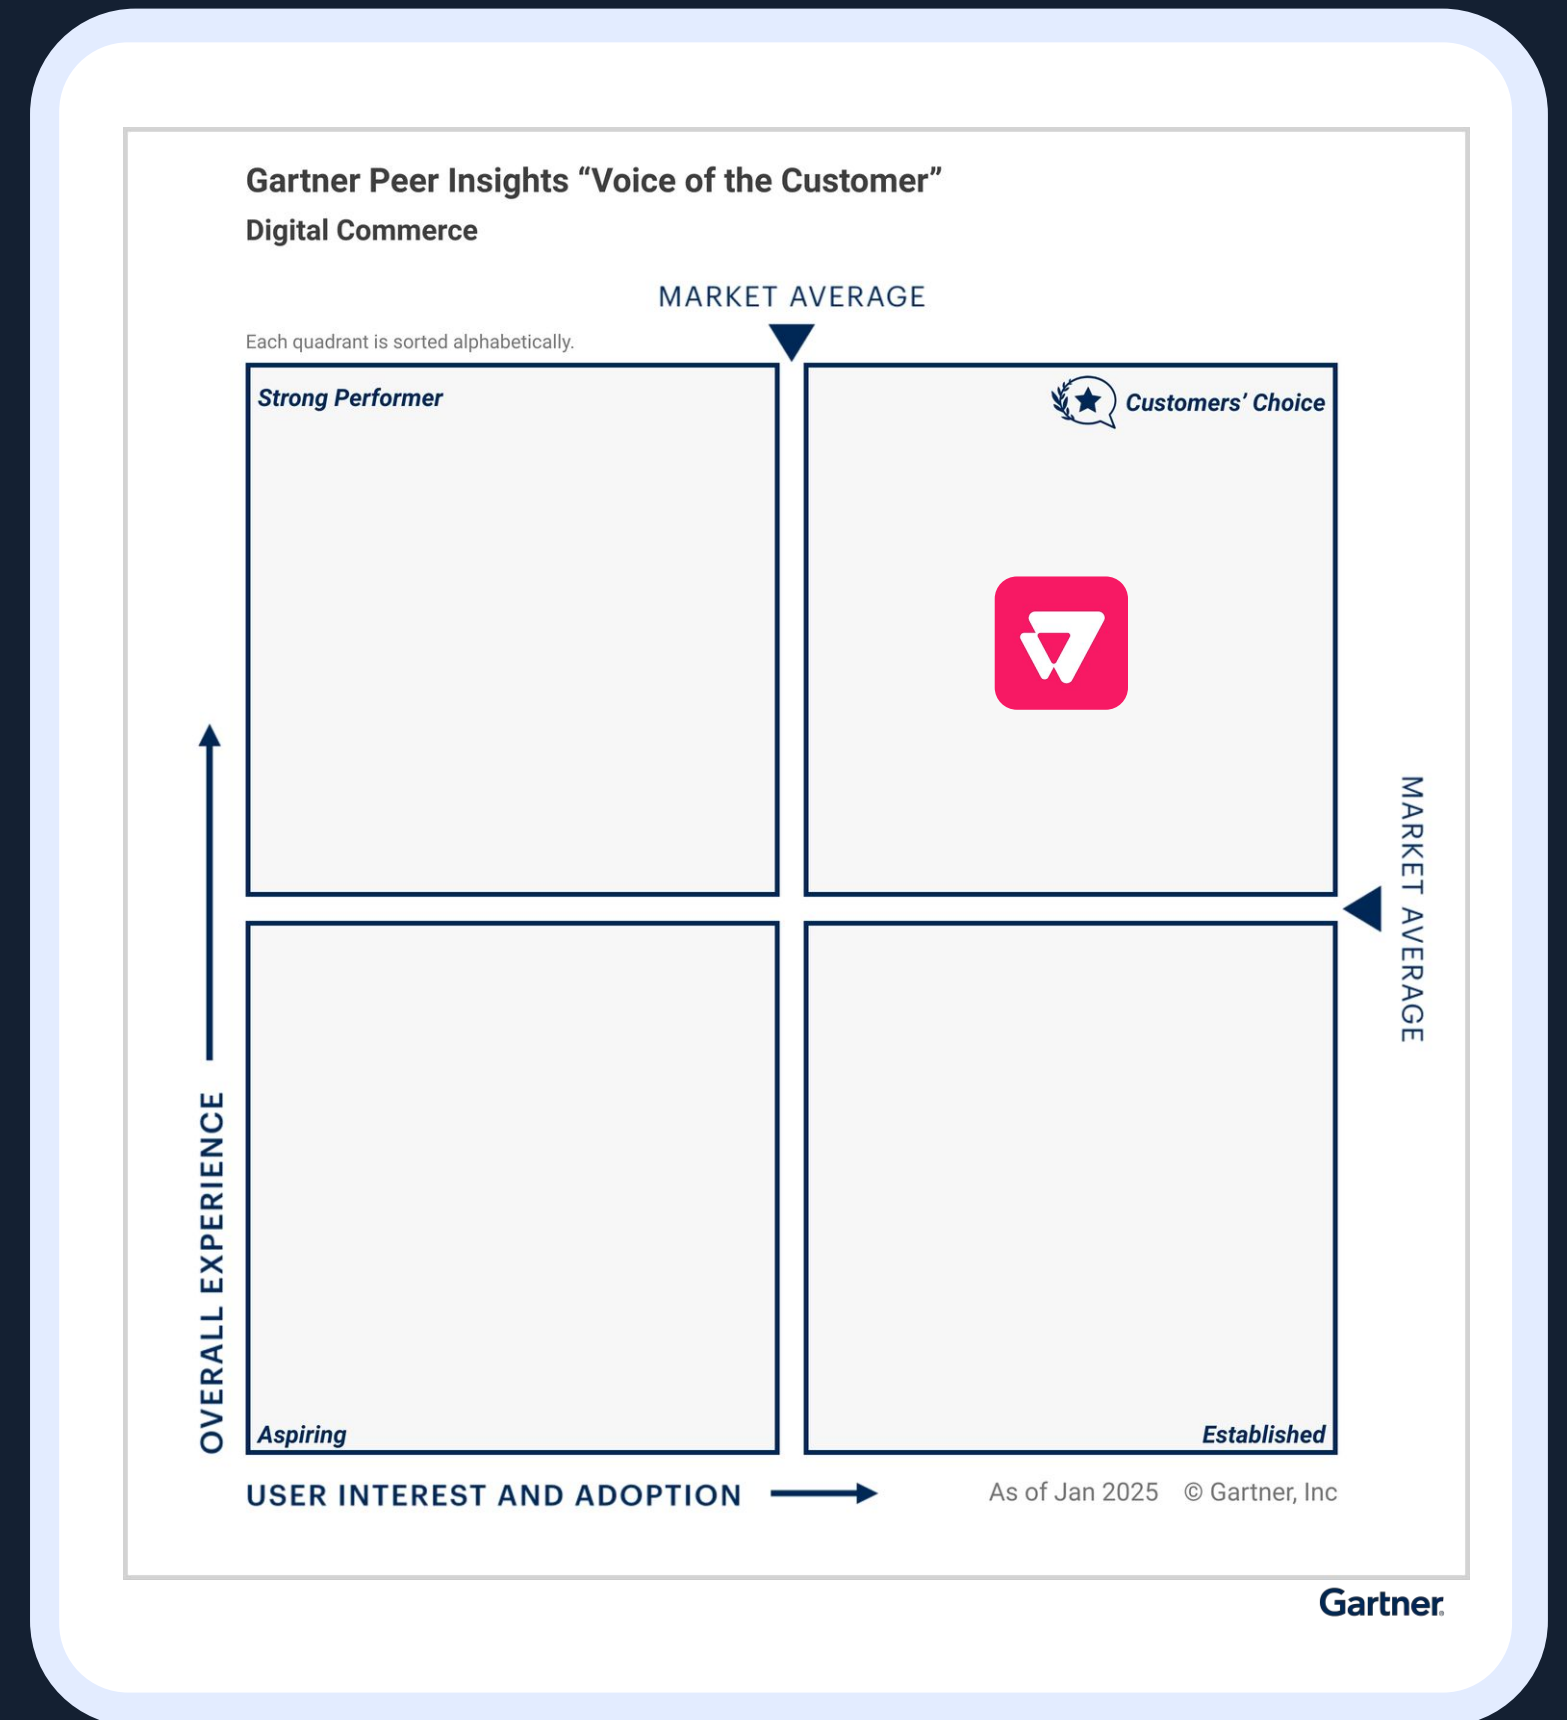 Gartner Peer Insights “Voice of the Customer”
Digital Commerce
MARKET AVERAGE
Each quadrant is sorted alphabetically.
Strong Performer
Customers’ Choice
MARKET AVERAGE
OVERALL EXPERIENCE
Aspiring
Established
USER INTEREST AND ADOPTION
As of Jan 2025 © Gartner, Inc
Gartner